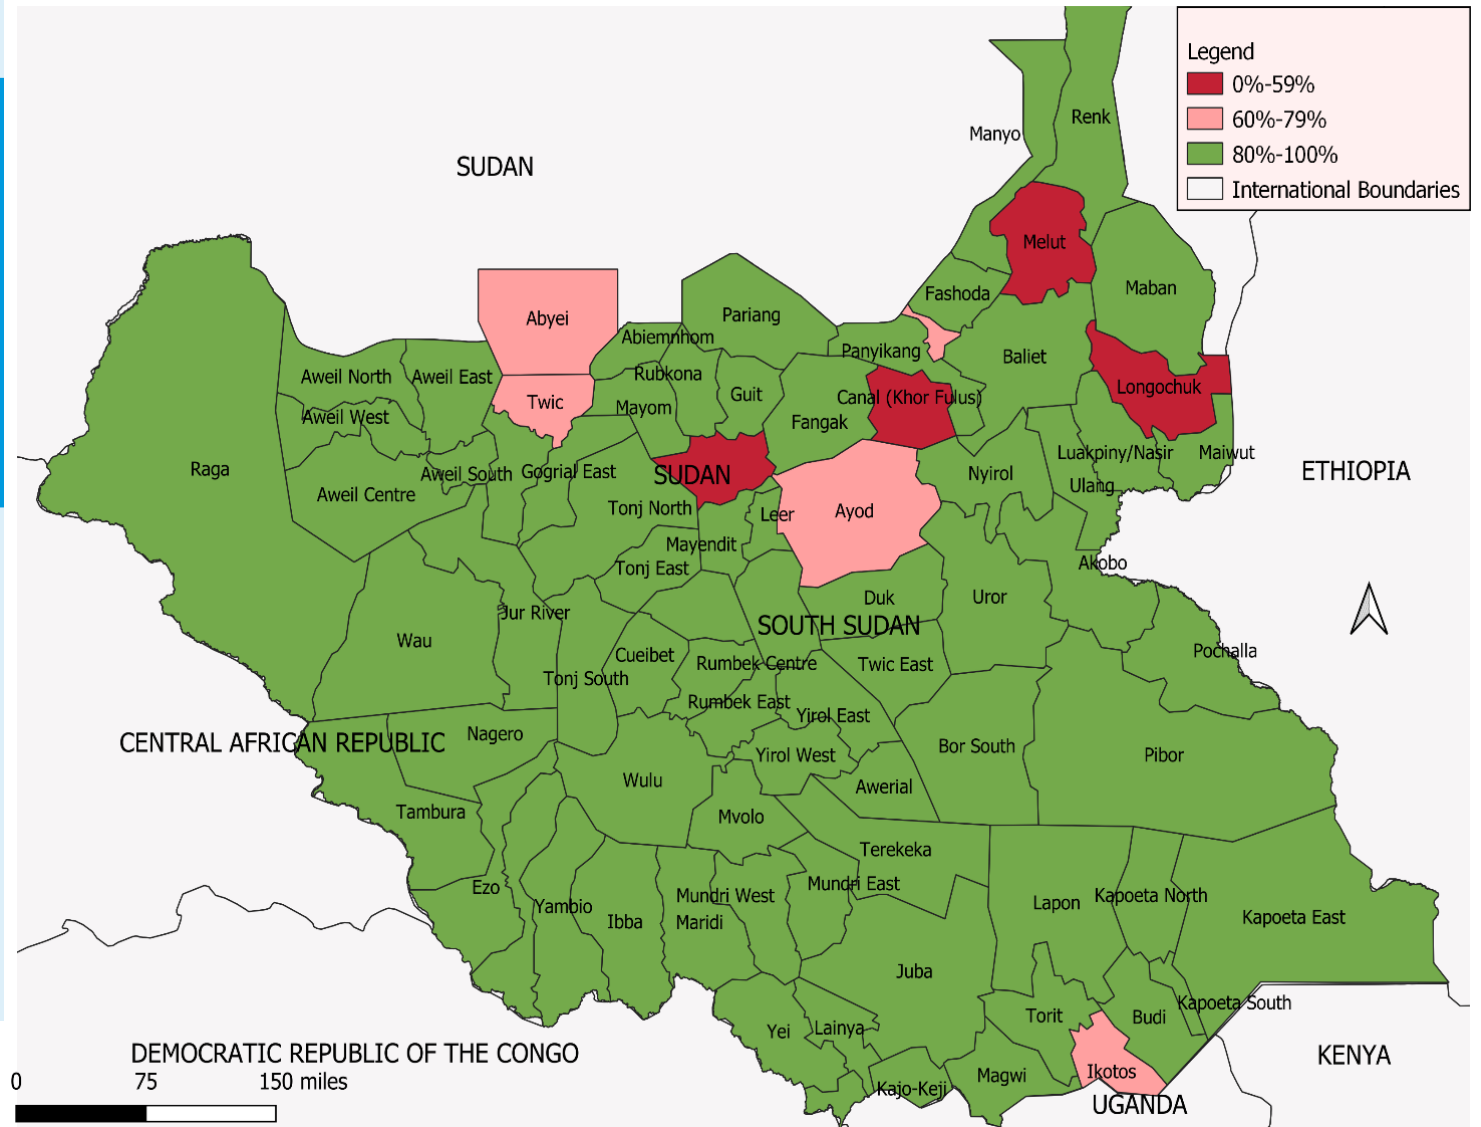 Legend
0%-59%
60%-79%
80%-100%
International Boundaries
Renk
Manyo
SUDAN
Melut
Maban
Fashoda
Abyei
Pariang
Abiemnhom
Panyikang
Baliet
Aweil North
Aweil East
Rubkona
Longochuk
Twic
Mayom
Guit
Canal (Khor Fulus)
Aweil West
Fangak
Raga
Aweil South
Gogrial East
SUDAN
Nyirol
Luakpiny/Nasir
Maiwut
ETHIOPIA
Aweil Centre
Ulang
Tonj North
Leer
Ayod
Mayendit
Tonj East
Akobo
Jur River
Duk
Uror
Wau
SOUTH SUDAN
Cueibet
Rumbek Centre
Twic East
Pochalla
Tonj South
Rumbek East
Yirol East
CENTRAL AFRICAN REPUBLIC
Nagero
Bor South
Yirol West
Pibor
Wulu
Awerial
Tambura
Mvolo
Terekeka
Ezo
Mundri West
Mundri East
Lapon
Kapoeta North
Yambio
Ibba
Maridi
Kapoeta East
Juba
Kapoeta South
Torit
Budi
Yei
Lainya
DEMOCRATIC REPUBLIC OF THE CONGO
KENYA
Ikotos
Magwi
Kajo-Keji
UGANDA
0 75 150 miles